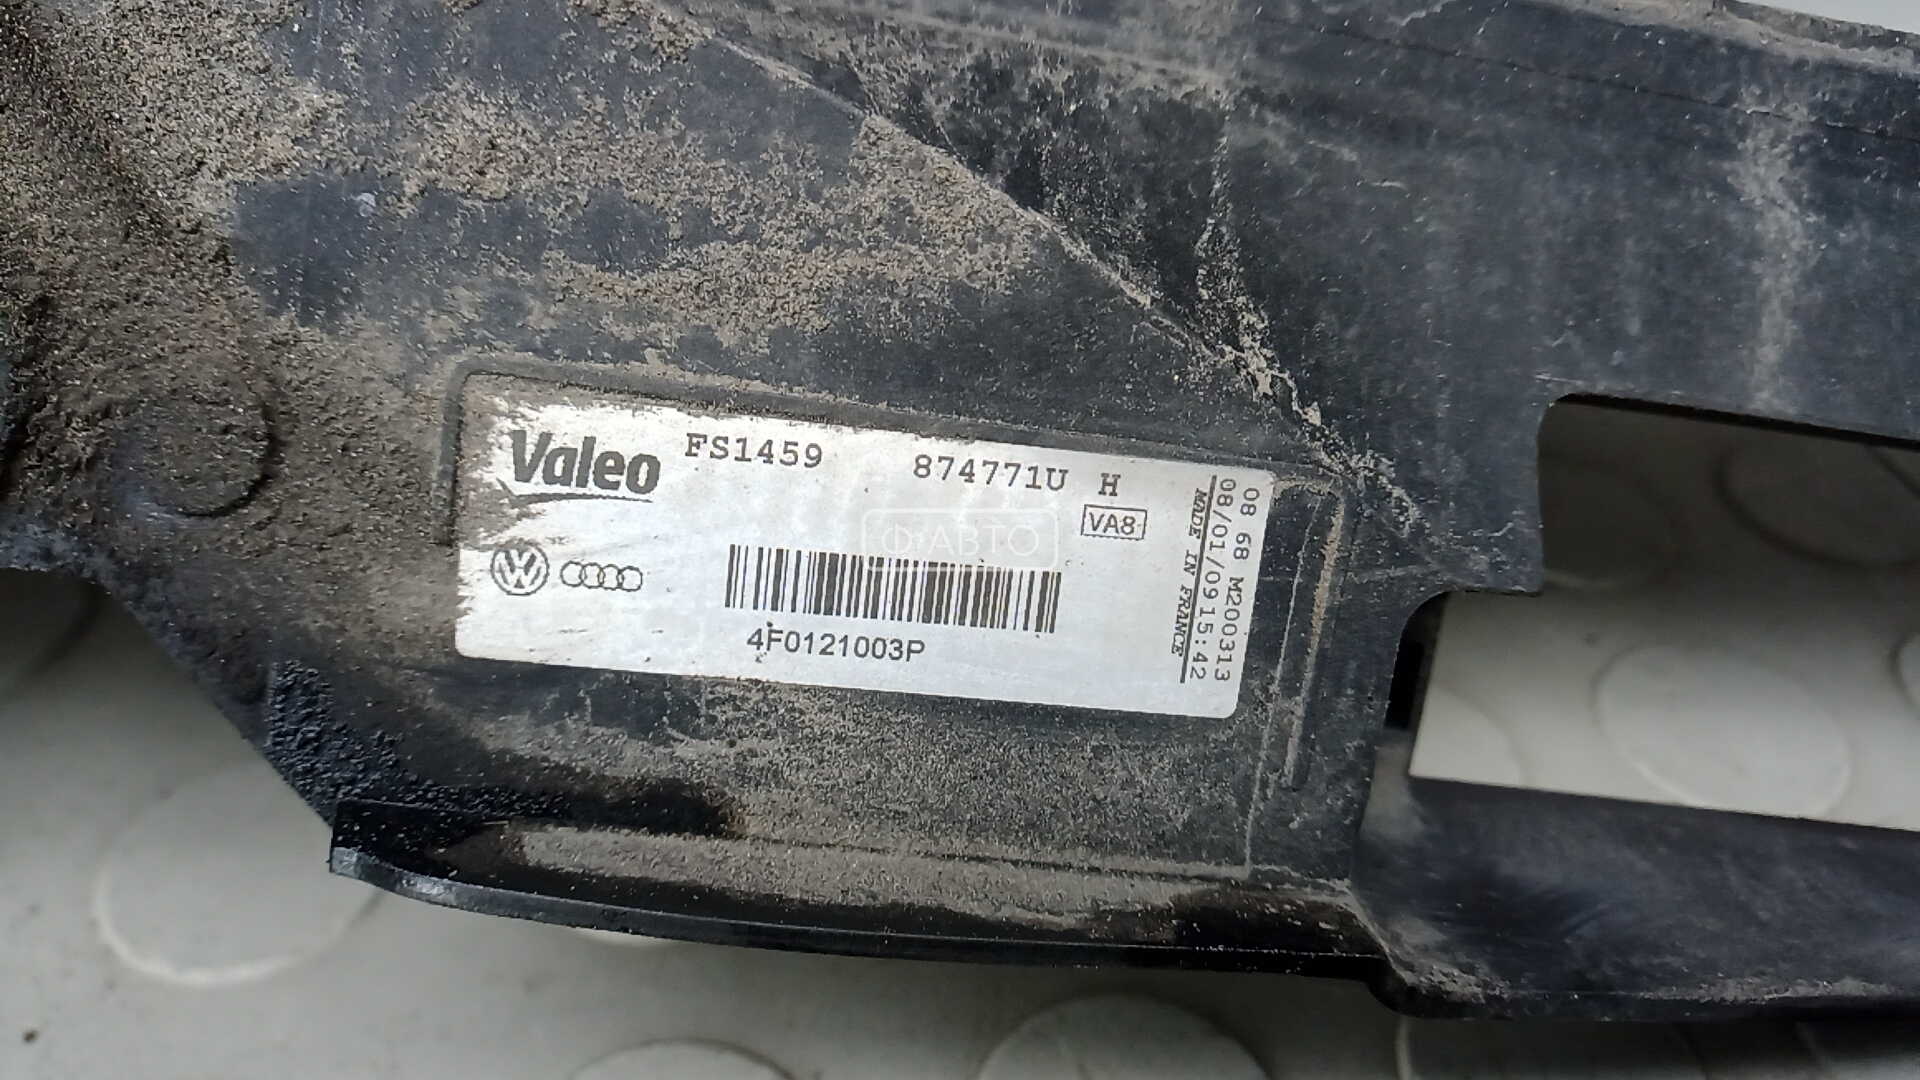 Valeo FS1459 874771U H
VA8
ФАВТО
4F0121003P
08 68 M200313
08/01/09 15:42
MADE IN FRANCE